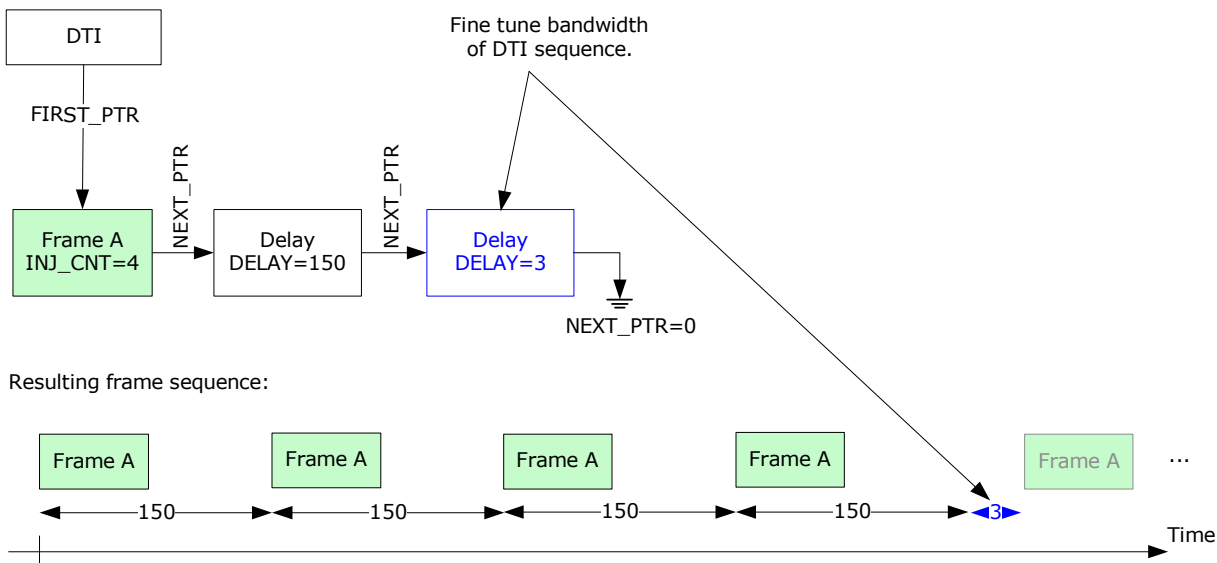 DTI
Fine tune bandwidth
of DTI sequence.
FIRST_PTR
NEXT_PTR
NEXT_PTR
Frame A
INJ_CNT=4
Delay
DELAY=150
Delay
DELAY=3
NEXT_PTR=0
Resulting frame sequence:
Frame A
Frame A
Frame A
Frame A
Frame A
...
150
150
150
150
3
Time